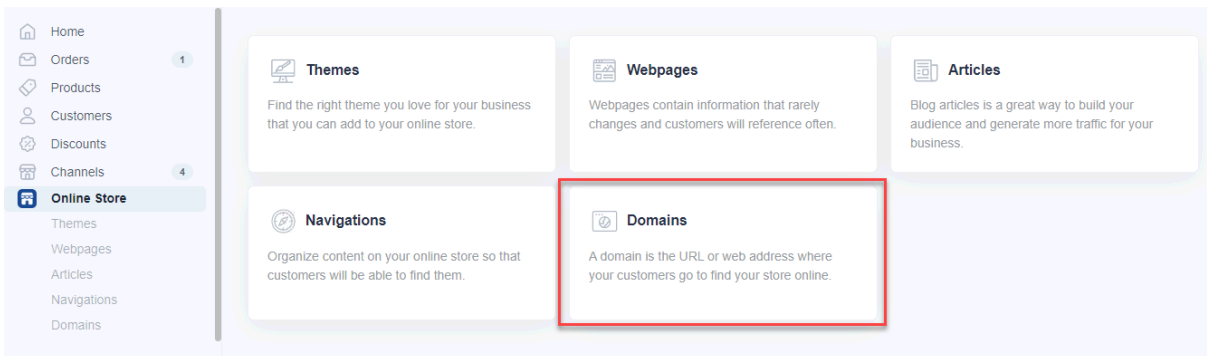 Home
Orders 1
Products
Customers
Discounts
Channels 4
Online Store
Themes
Webpages
Articles
Navigations
Domains
Themes
Find the right theme you love for your business
that you can add to your online store.
Webpages
Webpages contain information that rarely
changes and customers will reference often.
Articles
Blog articles is a great way to build your
audience and generate more traffic for your
business.
Navigations
Organize content on your online store so that
customers will be able to find them.
Domains
A domain is the URL or web address where
your customers go to find your store online.